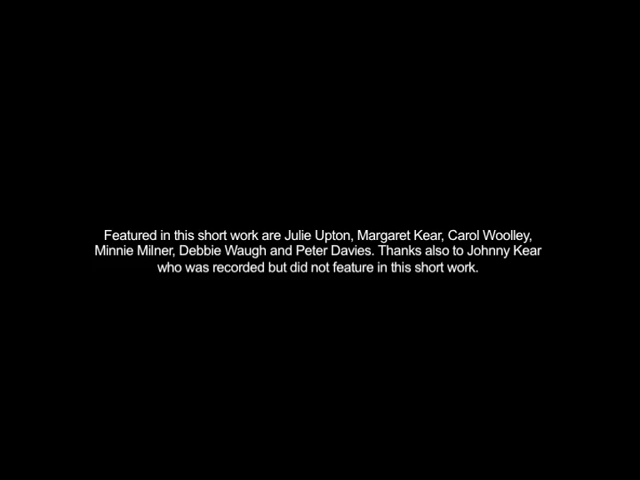 Featured in this short work are Julie Upton, Margaret Kear, Carol Woolley,
Minnie Milner, Debbie Waugh and Peter Davies. Thanks also to Johnny Kear
who was recorded but did not feature in this short work.